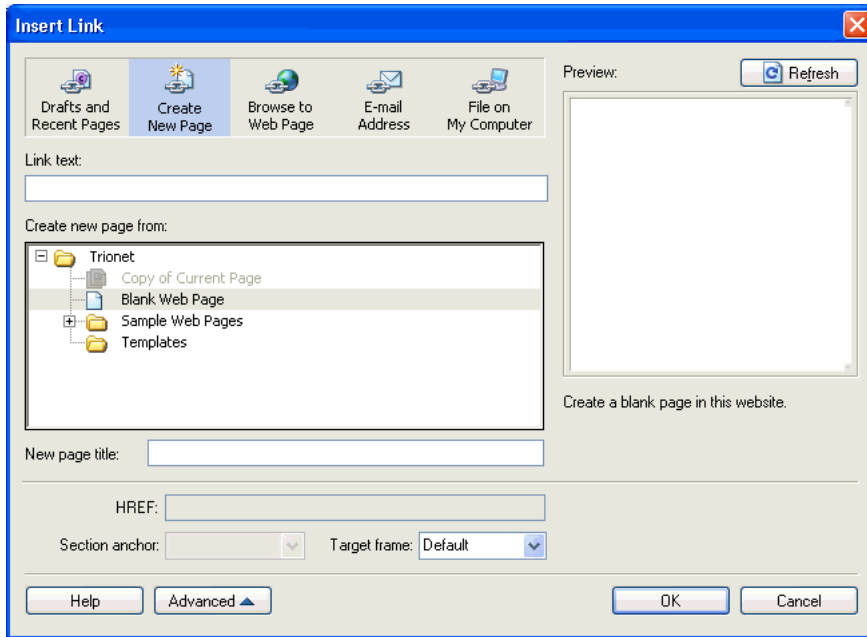 Insert Link
Drafts and
Recent Pages
Create
New Page
Browse to
Web Page
E-mail
Address
File on
My Computer
Preview:
Refresh
Link text:
Create new page from:
Trionet
Copy of Current Page
Blank Web Page
Sample Web Pages
Templates
Create a blank page in this website.
New page title:
HREF:
Section anchor:
Target frame: Default
Help
Advanced
OK
Cancel